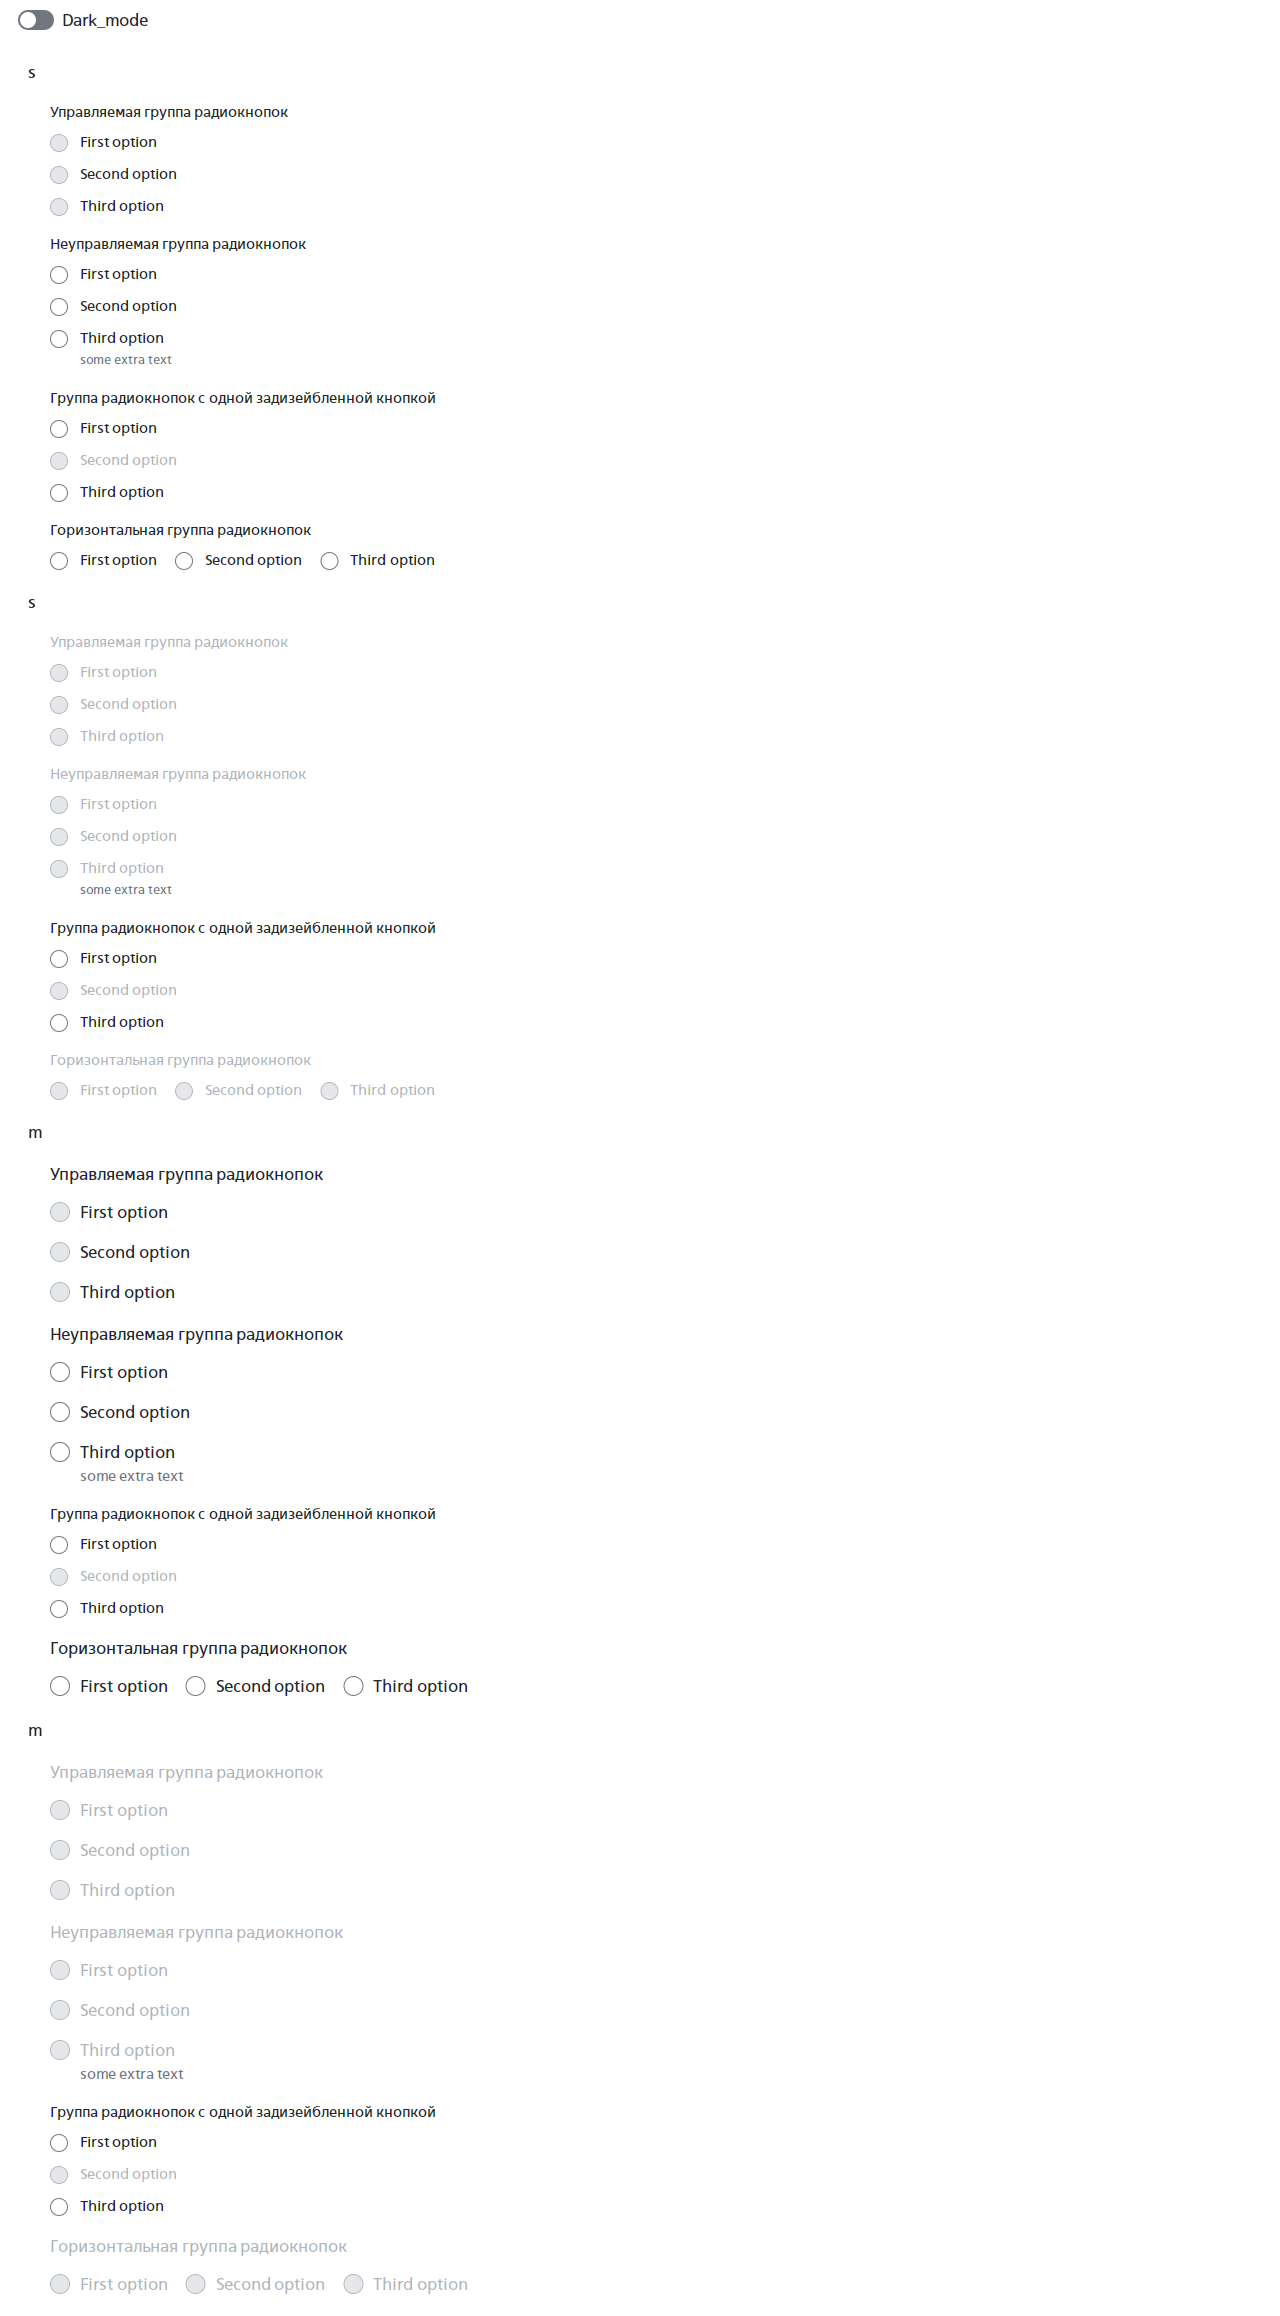 Dark_mode
s
Управляемая группа радиокнопок
First option
Second option
Third option
Неуправляемая группа радиокнопок
First option
Second option
Third option
some extra text
Группа радиокнопок с одной задизейбленной кнопкой
First option
Second option
Third option
Горизонтальная группа радиокнопок
First option Second option Third option
s
Управляемая группа радиокнопок
First option
Second option
Third option
Неуправляемая группа радиокнопок
First option
Second option
Third option
some extra text
Группа радиокнопок с одной задизейбленной кнопкой
First option
Second option
Third option
Горизонтальная группа радиокнопок
First option Second option Third option
m
Управляемая группа радиокнопок
First option
Second option
Third option
Неуправляемая группа радиокнопок
First option
Second option
Third option
some extra text
Группа радиокнопок с одной задизейбленной кнопкой
First option
Second option
Third option
Горизонтальная группа радиокнопок
First option Second option Third option
m
Управляемая группа радиокнопок
First option
Second option
Third option
Неуправляемая группа радиокнопок
First option
Second option
Third option
some extra text
Группа радиокнопок с одной задизейбленной кнопкой
First option
Second option
Third option
Горизонтальная группа радиокнопок
First option Second option Third option